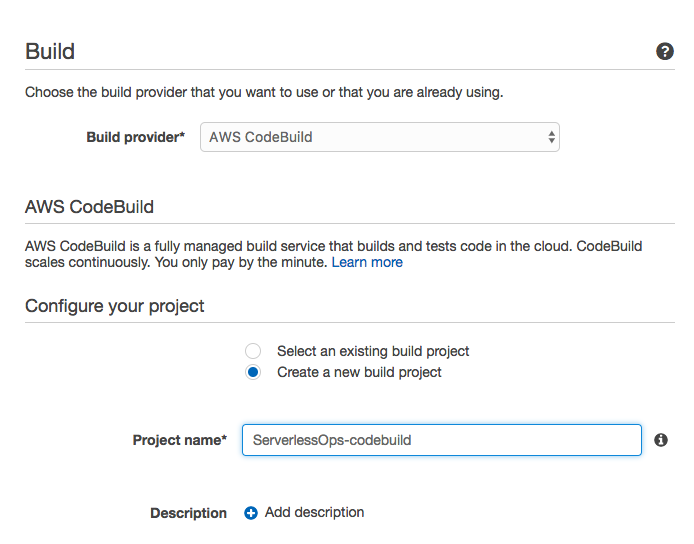 Build
Choose the build provider that you want to use or that you are already using.
Build provider* AWS CodeBuild
AWS CodeBuild
AWS CodeBuild is a fully managed build service that builds and tests code in the cloud. CodeBuild
scales continuously. You only pay by the minute. Learn more
Configure your project
Select an existing build project
Create a new build project
Project name* ServerlessOps-codebuild
Description Add description